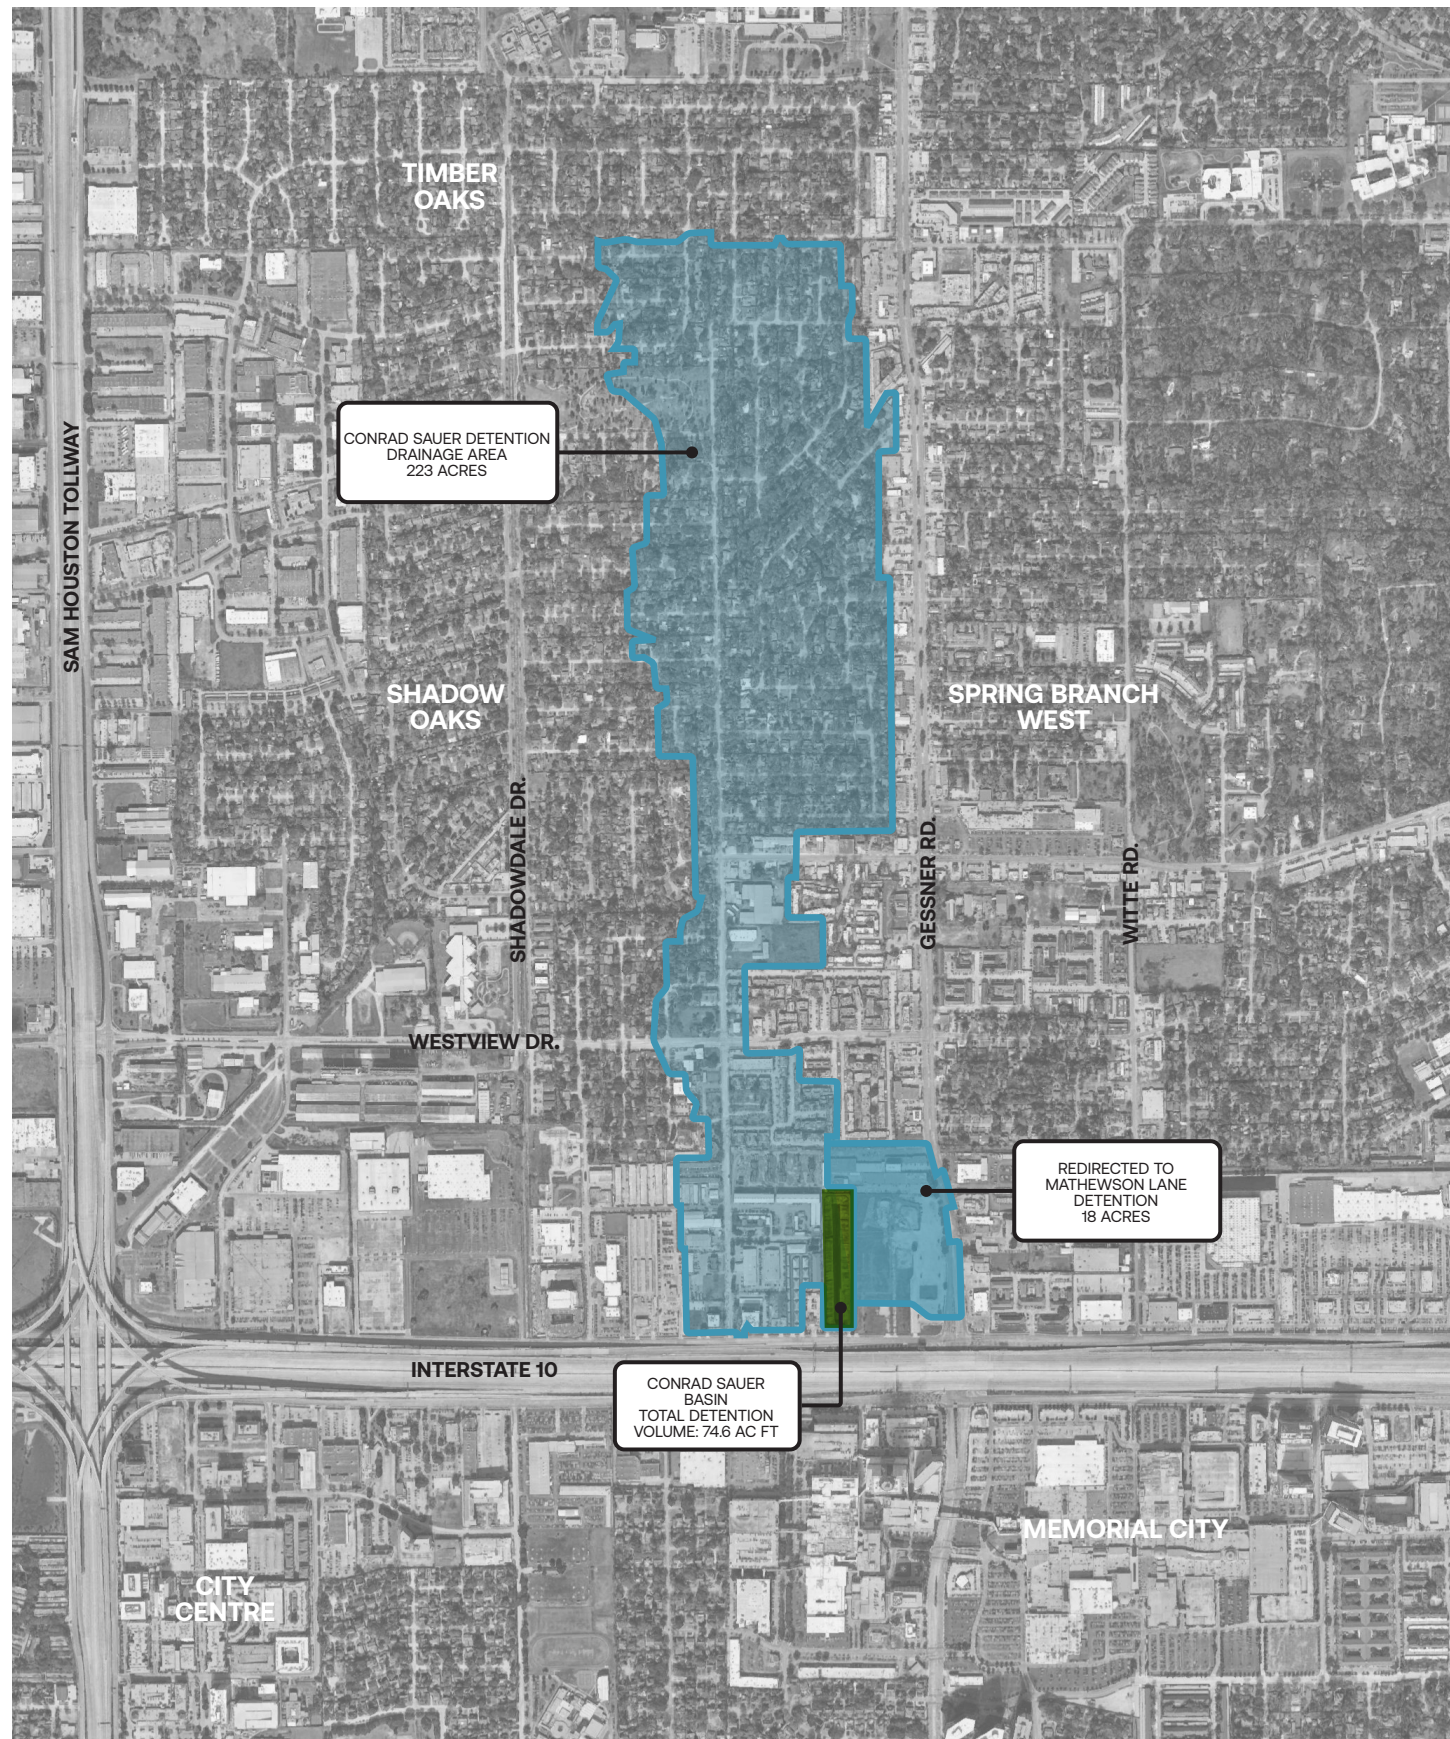 TIMBER
OAKS
CONRAD SAUER DETENTION
DRAINAGE AREA
223 ACRES
SAM HOUSTON TOLLWAY
SHADOW
OAKS
SPRING BRANCH
WEST
SHADOWDALE DR.
GESSNER RD.
WITTE RD.
WESTVIEW DR.
REDIRECTED TO
MATHEWSON LANE
DETENTION
18 ACRES
INTERSTATE 10
CONRAD SAUER
BASIN
TOTAL DETENTION
VOLUME: 74.6 AC FT
MEMORIAL CITY
CITY
CENTRE